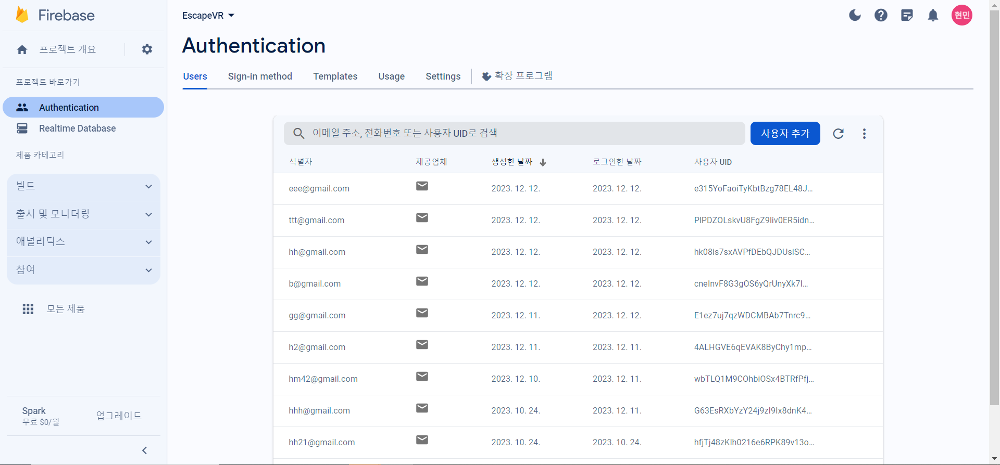 Firebase
프로젝트 개요
프로젝트 바로가기
Authentication
Realtime Database
제품 카테고리
빌드
출시 및 모니터링
애널리틱스
참여
모든 제품
Spark
무료 $0/월
업그레이드
EscapeVR
현민
Authentication
Users Sign-in method Templates Usage Settings 확장 프로그램
이메일 주소, 전화번호 또는 사용자 UID로 검색
사용자 추가
식별자 제공업체 생성한 날짜 로그인한 날짜 사용자 UID
eee@gmail.com 2023. 12. 12. 2023. 12. 12. e315YoFaoiTyKbtBzg78EL48J...
ttt@gmail.com 2023. 12. 12. 2023. 12. 12. PIPDZOLskvU8FgZ9Iiv0ER5idn...
hh@gmail.com 2023. 12. 12. 2023. 12. 12. hk08is7sxAVPfDEbQJDUsiSC...
b@gmail.com 2023. 12. 12. 2023. 12. 12. cneInvF8G3gOS6yQrUnyXk7I...
gg@gmail.com 2023. 12. 11. 2023. 12. 12. E1ez7uj7qzWDCMBAb7Tnrc9...
h2@gmail.com 2023. 12. 11. 2023. 12. 11. 4ALHGVE6qEVAK8ByChy1mp...
hm42@gmail.com 2023. 12. 10. 2023. 12. 11. wbTLQ1M9COhbiOSx4BTRfPfj...
hhh@gmail.com 2023. 10. 24. 2023. 12. 11. G63EsRXbYzY24j9zI9Ix8dnK4...
hh21@gmail.com 2023. 10. 24. 2023. 10. 24. hfjTj48zKIh0216e6RPK89v13o...